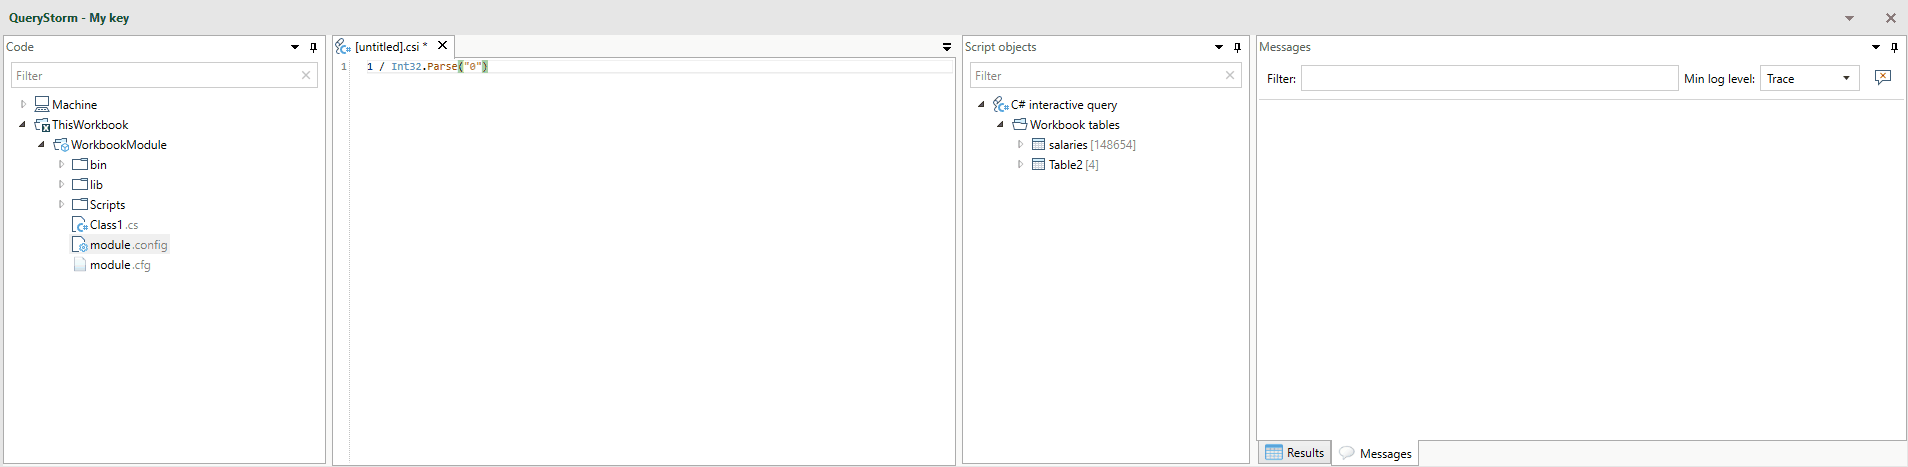 QueryStorm - My key
Code
Filter
Machine
ThisWorkbook
WorkbookModule
bin
lib
Scripts
Class1.cs
module.config
module.cfg
[untitled].csi *
1 1 / Int32.Parse("0")
Script objects
Filter
C# interactive query
Workbook tables
salaries [148654]
Table2 [4]
Messages
Filter: Min log level: Trace
Results Messages